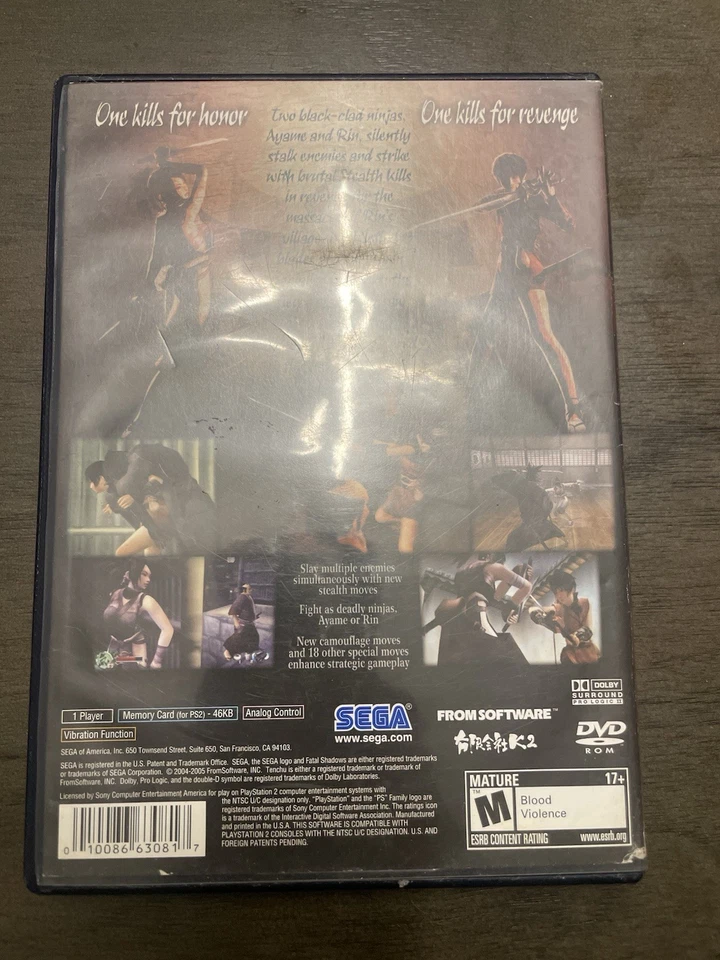 One kills for honor
Two black-clad ninjas,
Ayame and Rin, silently
stalk enemies and strike
with brutal Stealth kills
in the
One kills for revenge
Slay multiple enemies
simultaneously with new
stealth moves
Fight as deadly ninjas,
Ayame or Rin
New camouflage moves
and 18 other special moves
enhance strategic gameplay
DOLBY
SURROUND
PRO LOGIC II
1 Player
Memory Card (for PS2) - 46KB
Analog Control
Vibration Function
SEGA®
www.sega.com
FROMSOFTWARE™
有限会社K2
DVD
ROM
SEGA of America, Inc. 650 Townsend Street, Suite 650, San Francisco, CA 94103.
SEGA is registered in the U.S. Patent and Trademark Office. SEGA, the SEGA logo and Fatal Shadows are either registered trademarks
or trademarks of SEGA Corporation. © 2004-2005 FromSoftware, INC. Tenchu is either a registered trademark or trademark of
FromSoftware, INC. Dolby, Pro Logic, and the double-D symbol are registered trademarks of Dolby Laboratories.
Licensed by Sony Computer Entertainment America for play on PlayStation 2 computer entertainment systems with
the NTSC U/C designation only. "PlayStation" and the "PS" Family logo are
registered trademarks of Sony Computer Entertainment Inc. The ratings icon
is a trademark of the Interactive Digital Software Association. Manufactured
and printed in the U.S.A. THIS SOFTWARE IS COMPATIBLE WITH
PLAYSTATION 2 CONSOLES WITH THE NTSC U/C DESIGNATION. U.S. AND
FOREIGN PATENTS PENDING.
0 10086 63081 7
MATURE 17+
M™
Blood
Violence
ESRB CONTENT RATING www.esrb.org